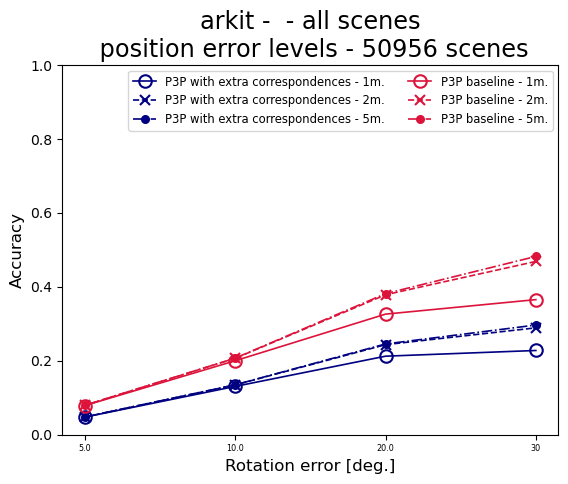 arkit -  - all scenes
position error levels - 50956 scenes
P3P with extra correspondences - 1m.
P3P with extra correspondences - 2m.
P3P with extra correspondences - 5m.
P3P baseline - 1m.
P3P baseline - 2m.
P3P baseline - 5m.
1.0
0.8
0.6
0.4
0.2
0.0
Accuracy
5.0 10.0 20.0 30
Rotation error [deg.]